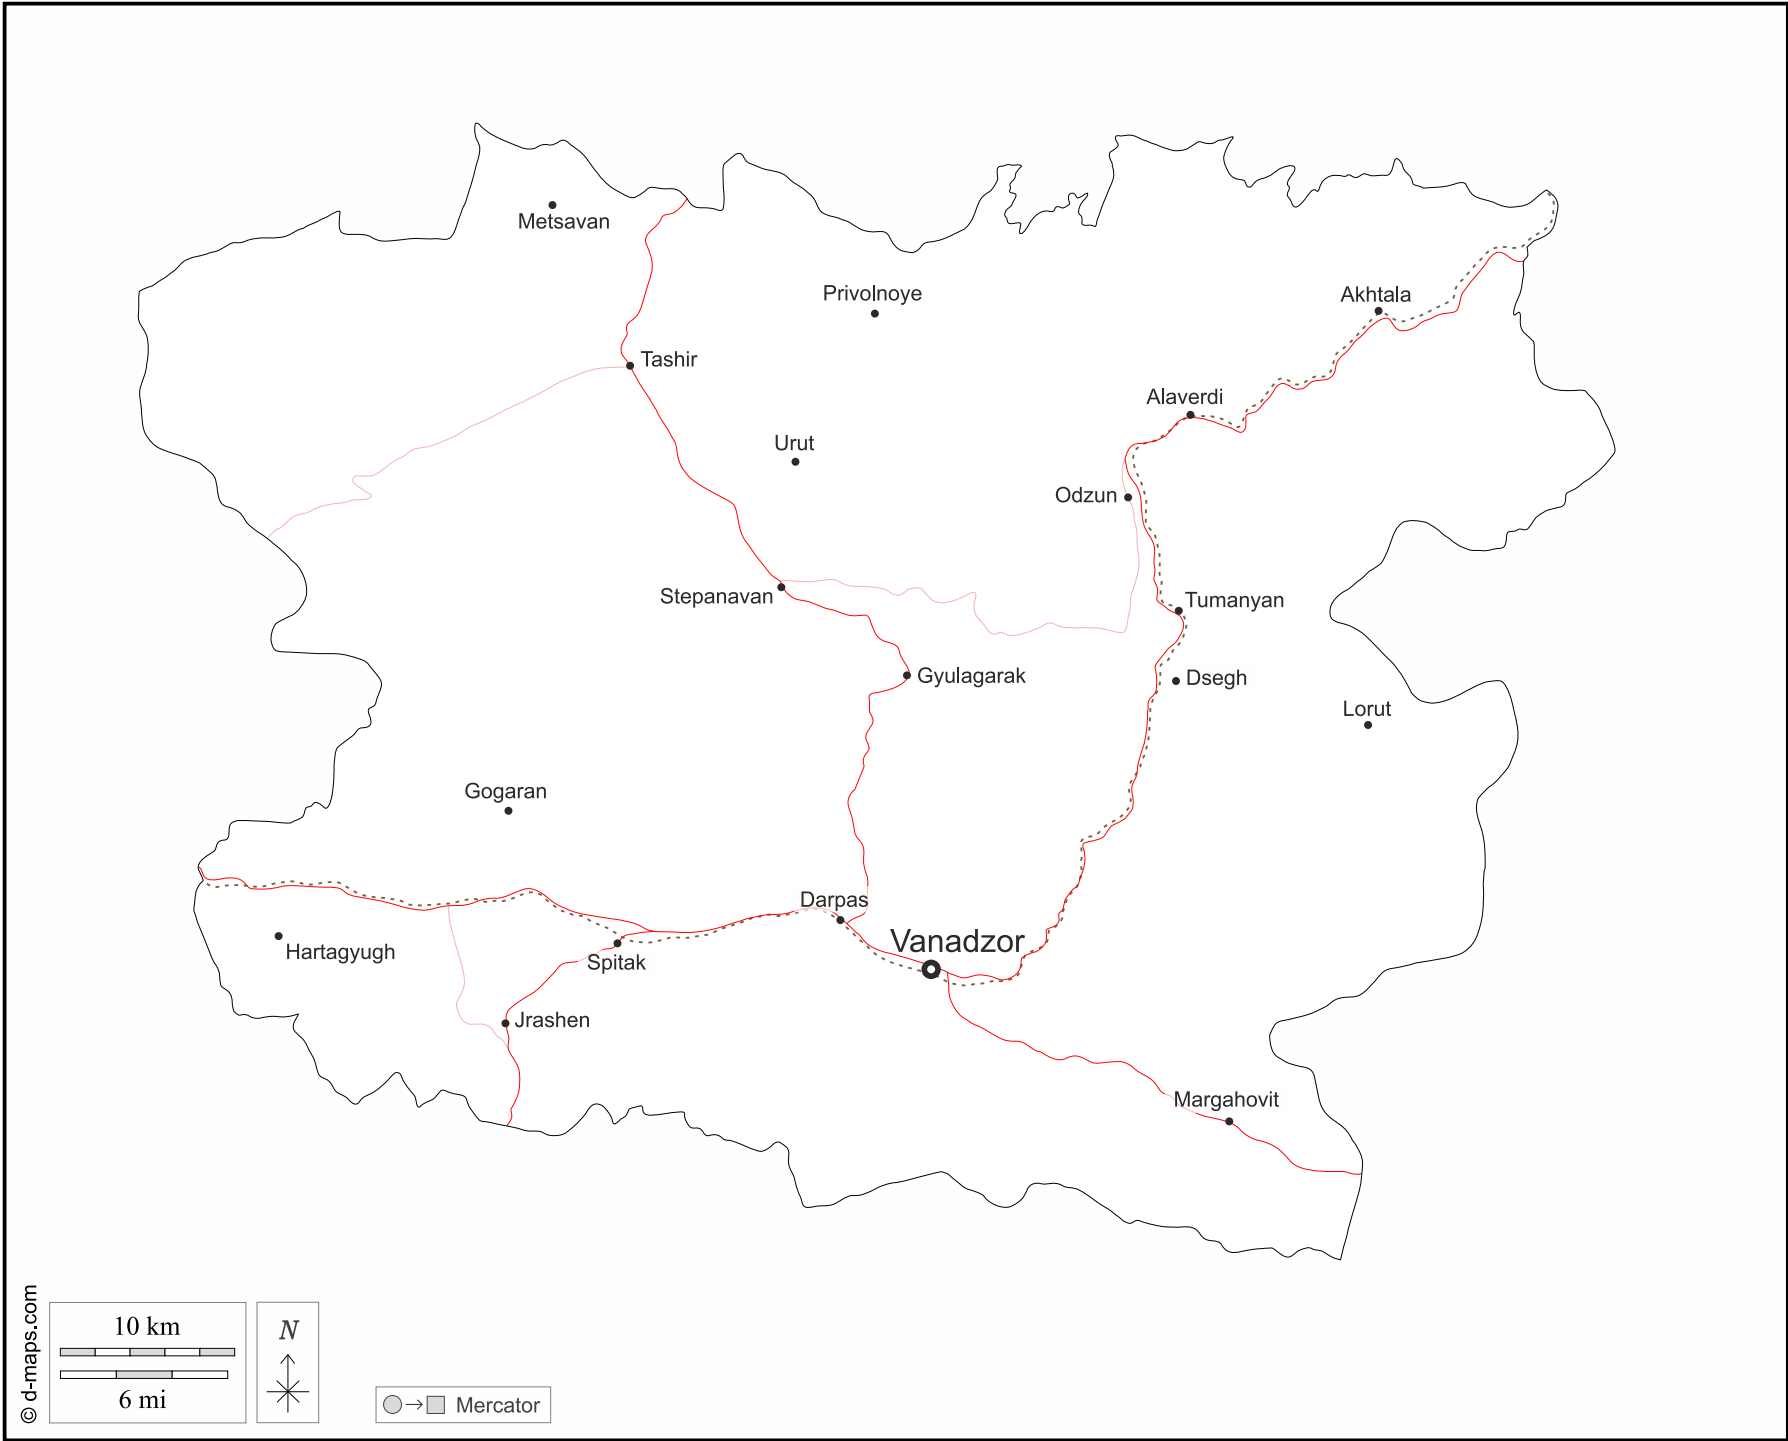 Metsavan
Privolnoye
Akhtala
Tashir
Alaverdi
Urut
Odzun
Stepanavan
Tumanyan
Gyulagarak
Dsegh
Lorut
Gogaran
Darpas
Vanadzor
Hartagyugh
Spitak
Jrashen
Margahovit
© d-maps.com
10 km
6 mi
N
Mercator